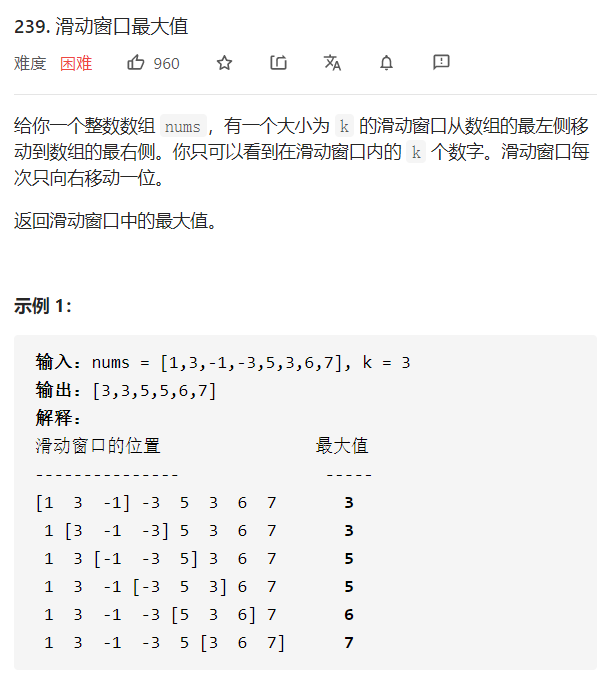 239. 滑动窗口最大值
难度 困难 960
给你一个整数数组 nums，有一个大小为 k 的滑动窗口从数组的最左侧移
动到数组的最右侧。你只可以看到在滑动窗口内的 k 个数字。滑动窗口每
次只向右移动一位。
返回滑动窗口中的最大值。
示例 1：
输入：nums = [1,3,-1,-3,5,3,6,7], k = 3
输出：[3,3,5,5,6,7]
解释：
滑动窗口的位置 最大值
--------------- -----
[1 3 -1] -3 5 3 6 7 3
1 [3 -1 -3] 5 3 6 7 3
1 3 [-1 -3 5] 3 6 7 5
1 3 -1 [-3 5 3] 6 7 5
1 3 -1 -3 [5 3 6] 7 6
1 3 -1 -3 5 [3 6 7] 7